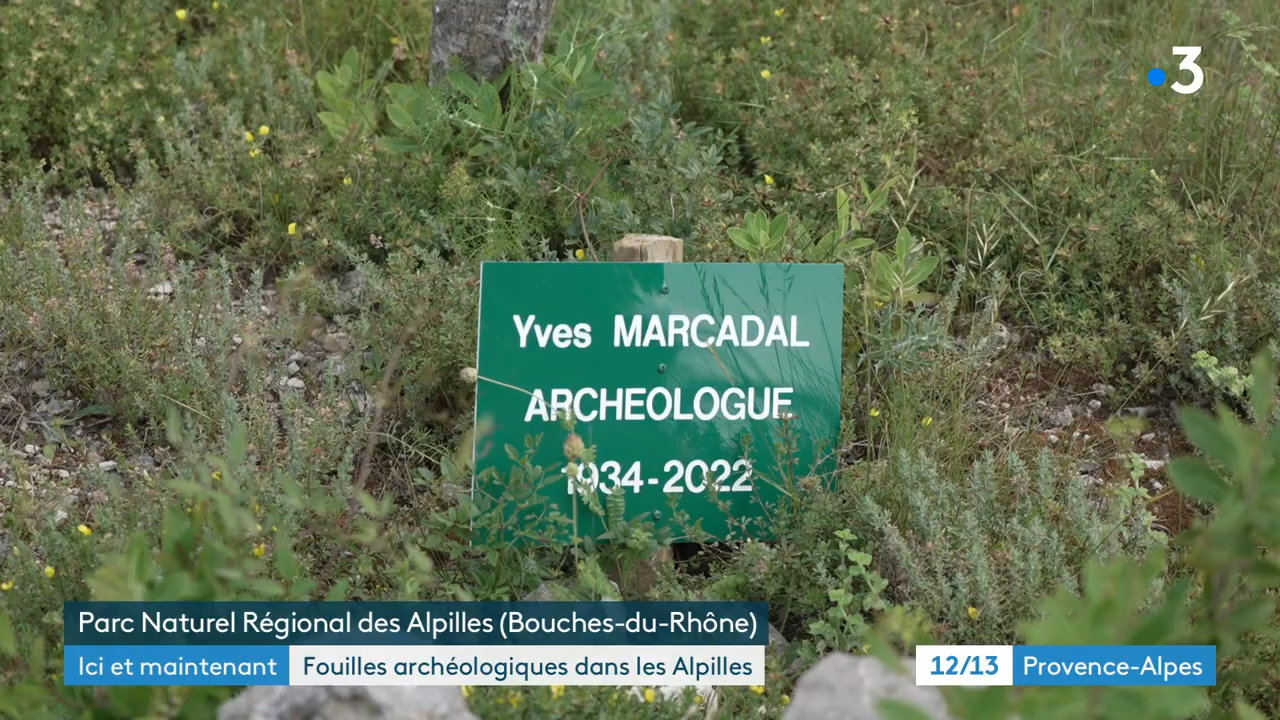 3
Yves MARCADAL
ARCHEOLOGUE
1934-2022
Parc Naturel Régional des Alpilles (Bouches-du-Rhône)
Ici et maintenant Fouilles archéologiques dans les Alpilles
12/13 Provence-Alpes